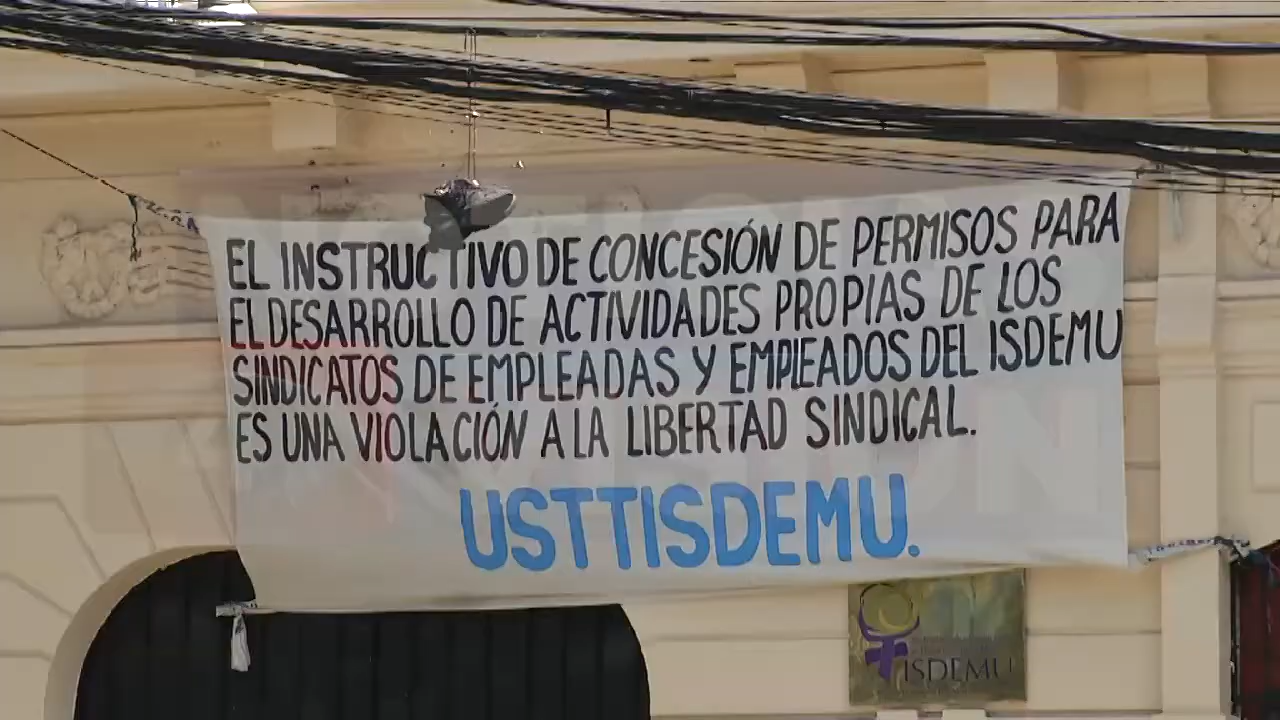 EL INSTRUCTIVO DE CONCESIÓN DE PERMISOS PARA
EL DESARROLLO DE ACTIVIDADES PROPIAS DE LOS
SINDICATOS DE EMPLEADAS Y EMPLEADOS DEL ISDEMU
ES UNA VIOLACIÓN A LA LIBERTAD SINDICAL.
USTTISDEMU.
ISDEMU